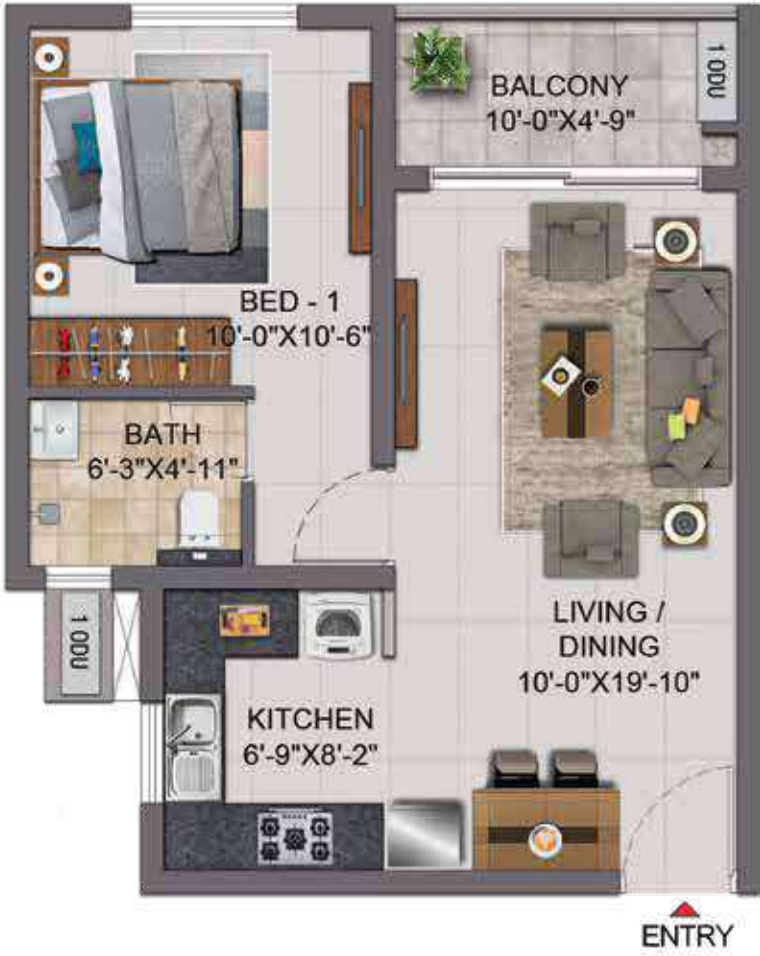 BALCONY
10'-0"X4'-9"
1 ODU
BED - 1
10'-0"X10'-6"
BATH
6'-3"X4'-11"
1 ODU
LIVING /
DINING
10'-0"X19'-10"
KITCHEN
6'-9"X8'-2"
ENTRY